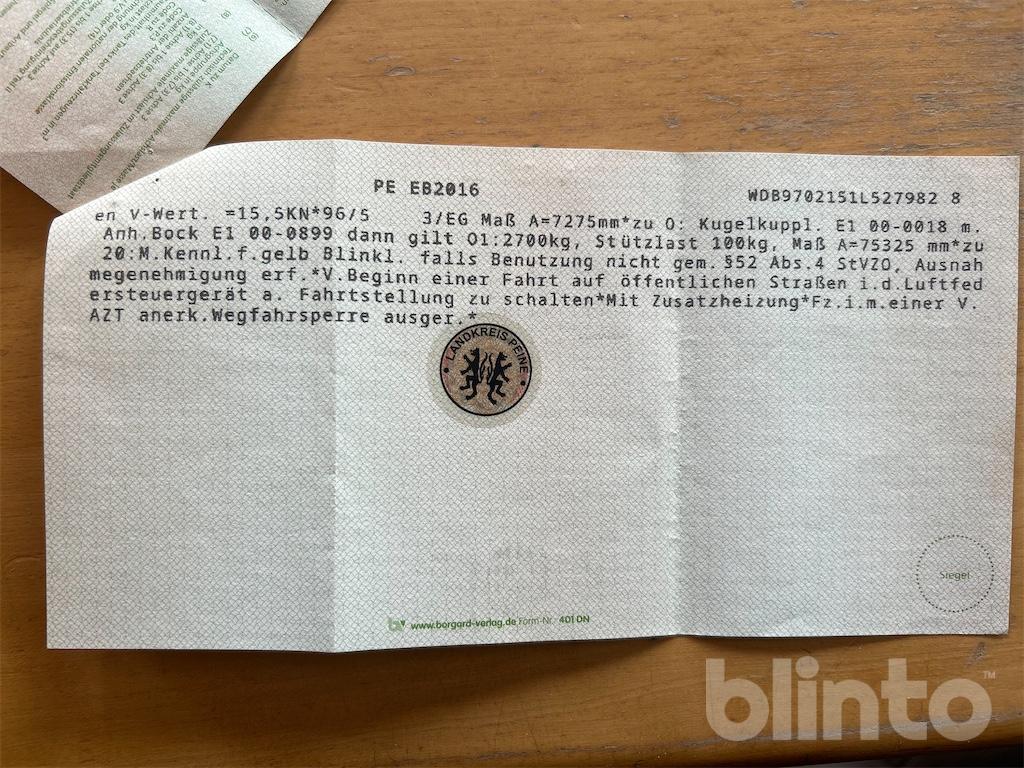 PE EB2016
WDB9702151L527982 8
en V-Wert. =15,5KN*96/5 3/EG Maß A=7275mm*zu O: Kugelkuppl. E1 00-0018 m.
Anh.Bock E1 00-0899 dann gilt O1:2700kg, Stützlast 100kg, Maß A=75325 mm*zu
20:M.Kennl.f.gelb Blinkl. falls Benutzung nicht gem.§52 Abs.4 StVZO, Ausnah
megenehmigung erf.*V.Beginn einer Fahrt auf öffentlichen Straßen i.d.Luftfed
ersteuergerät a. Fahrtstellung zu schalten*Mit Zusatzheizung*Fz.i.m.einer V.
AZT anerk.Wegfahrsperre ausger.*
LANDKREIS PEINE
Siegel
bv www.borgard-verlag.de Form-Nr. 401 DN
blinto™